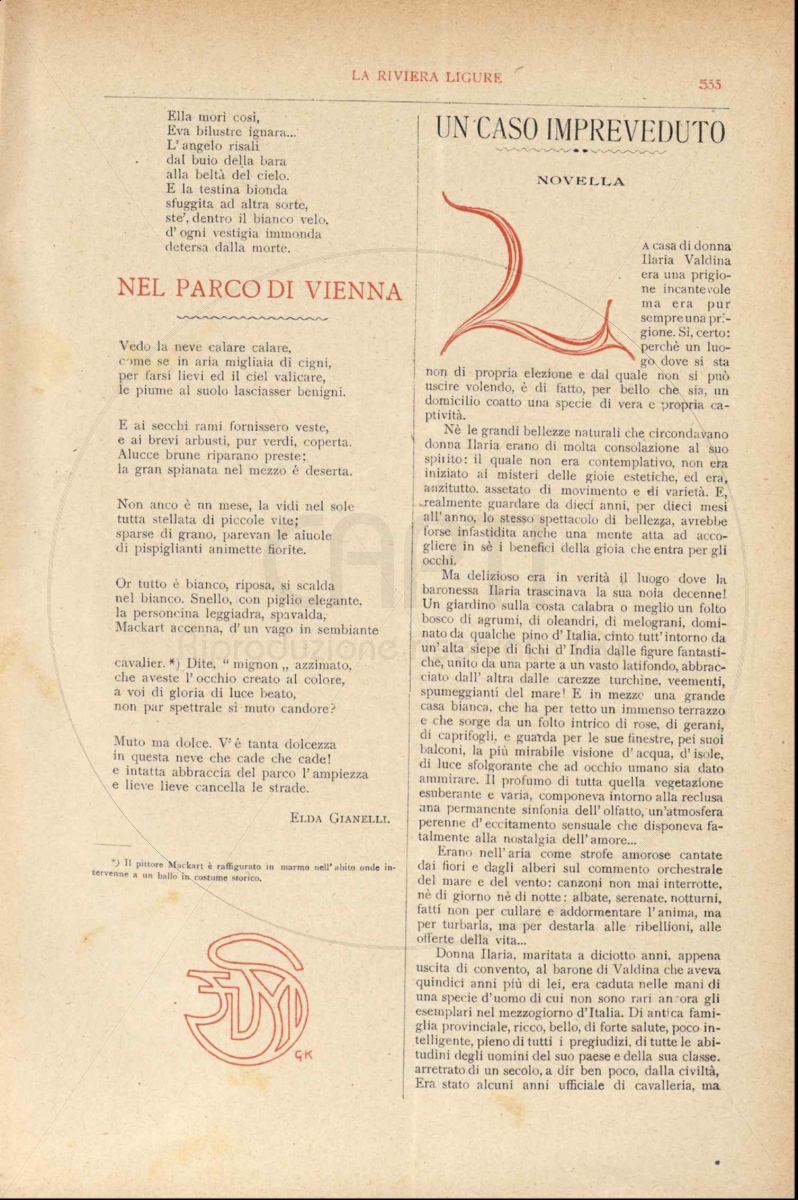 LA RIVIERA LIGURE
555
Ella morì così,
Eva bilustre ignara...
L' angelo risalì
dal buio della bara
alla beltà del cielo.
E la testina bionda
sfuggita ad altra sorte,
ste', dentro il bianco velo,
d' ogni vestigia immonda
detersa dalla morte.
NEL PARCO DI VIENNA
Vedo la neve calare calare,
come se in aria migliaia di cigni,
per farsi lievi ed il ciel valicare,
le piume al suolo lasciasser benigni.
E ai secchi rami fornissero veste,
e ai brevi arbusti, pur verdi, coperta.
Alucce brune riparano preste;
la gran spianata nel mezzo é deserta.
Non anco è nn mese, la vidi nel sole
tutta stellata di piccole vite;
sparse di grano, parevan le aiuole
di pispiglianti animette fiorite.
Or tutto è bianco, riposa, si scalda
nel bianco. Snello, con piglio elegante,
la personcina leggiadra, spavalda,
Mackart accenna, d' un vago in sembiante
cavalier. *) Dite, " mignon „ azzimato,
che aveste l' occhio creato al colore,
a voi di gloria di luce beato,
non par spettrale sì muto candore?
Muto ma dolce. V' é tanta dolcezza
in questa neve che cade che cade!
e intatta abbraccia del parco l' ampiezza
e lieve lieve cancella le strade.
ELDA GIANELLI.
*) Il pittore Mackart è raffigurato in marmo nell' abito onde in-
tervenne a un ballo in costume storico.
G·K
UN CASO IMPREVEDUTO
NOVELLA
LA casa di donna
Ilaria Valdina
era una prigio-
ne incantevole
ma era pur
sempre una pri-
gione. Sì, certo:
perchè un luo-
go, dove si sta
non di propria elezione e dal quale non si può
uscire volendo, è di fatto, per bello chè sia, un
domicilio coatto una specie di vera e propria ca-
ptività.
Nè le grandi bellezze naturali che circondavano
donna Ilaria erano di molta consolazione al suo
spirito: il quale non era contemplativo, non era
iniziato ai misteri delle gioie estetiche, ed era,
anzitutto, assetato di movimento e di varietà. E,
realmente guardare da dieci anni, per dieci mesi
all' anno, lo stesso spettacolo di bellezza, avrebbe
forse infastidita anche una mente atta ad acco-
gliere in sè i benefici della gioia che entra per gli
occhi.
Ma delizioso era in verità il luogo dove la
baronessa Ilaria trascinava la sua noia decenne!
Un giardino sulla costa calabra o meglio un folto
bosco di agrumi, di oleandri, di melograni, domi-
nato da qualche pino d' Italia, cinto tutt' intorno da
un' alta siepe di fichi d' India dalle figure fantasti-
che, unito da una parte a un vasto latifondo, abbrac-
ciato dall' altra dalle carezze turchine, veementi,
spumeggianti del mare! E in mezzo una grande
casa bianca, che ha per tetto un immenso terrazzo
e che sorge da un folto intrico di rose, di gerani,
di caprifogli, e guarda per le sue finestre, pei suoi
balconi, la più mirabile visione d' acqua, d' isole,
di luce sfolgorante che ad occhio umano sia dato
ammirare. Il profumo di tutta quella vegetazione
esuberante e varia, componeva intorno alla reclusa
una permanente sinfonia dell' olfatto, un'atmosfera
perenne d' eccitamento sensuale che disponeva fa-
talmente alla nostalgia dell' amore...
Erano nell' aria come strofe amorose cantate
dai fiori e dagli alberi sul commento orchestrale
del mare e del vento: canzoni non mai interrotte,
nè di giorno nè di notte: albate, serenate, notturni,
fatti non per cullare e addormentare l' anima, ma
per turbarla, ma per destarla alle ribellioni, alle
offerte della vita...
Donna Ilaria, maritata a diciotto anni, appena
uscita di convento, al barone di Valdina che aveva
quindici anni più di lei, era caduta nelle mani di
una specie d'uomo di cui non sono rari ancora gli
esemplari nel mezzogiorno d'Italia. Di antica fami-
glia provinciale, ricco, bello, di forte salute, poco in-
telligente, pieno di tutti i pregiudizi, di tutte le abi-
tudini degli uomini del suo paese e della sua classe,
arretrato di un secolo, a dir ben poco, dalla civiltà,
Era stato alcuni anni ufficiale di cavalleria, ma